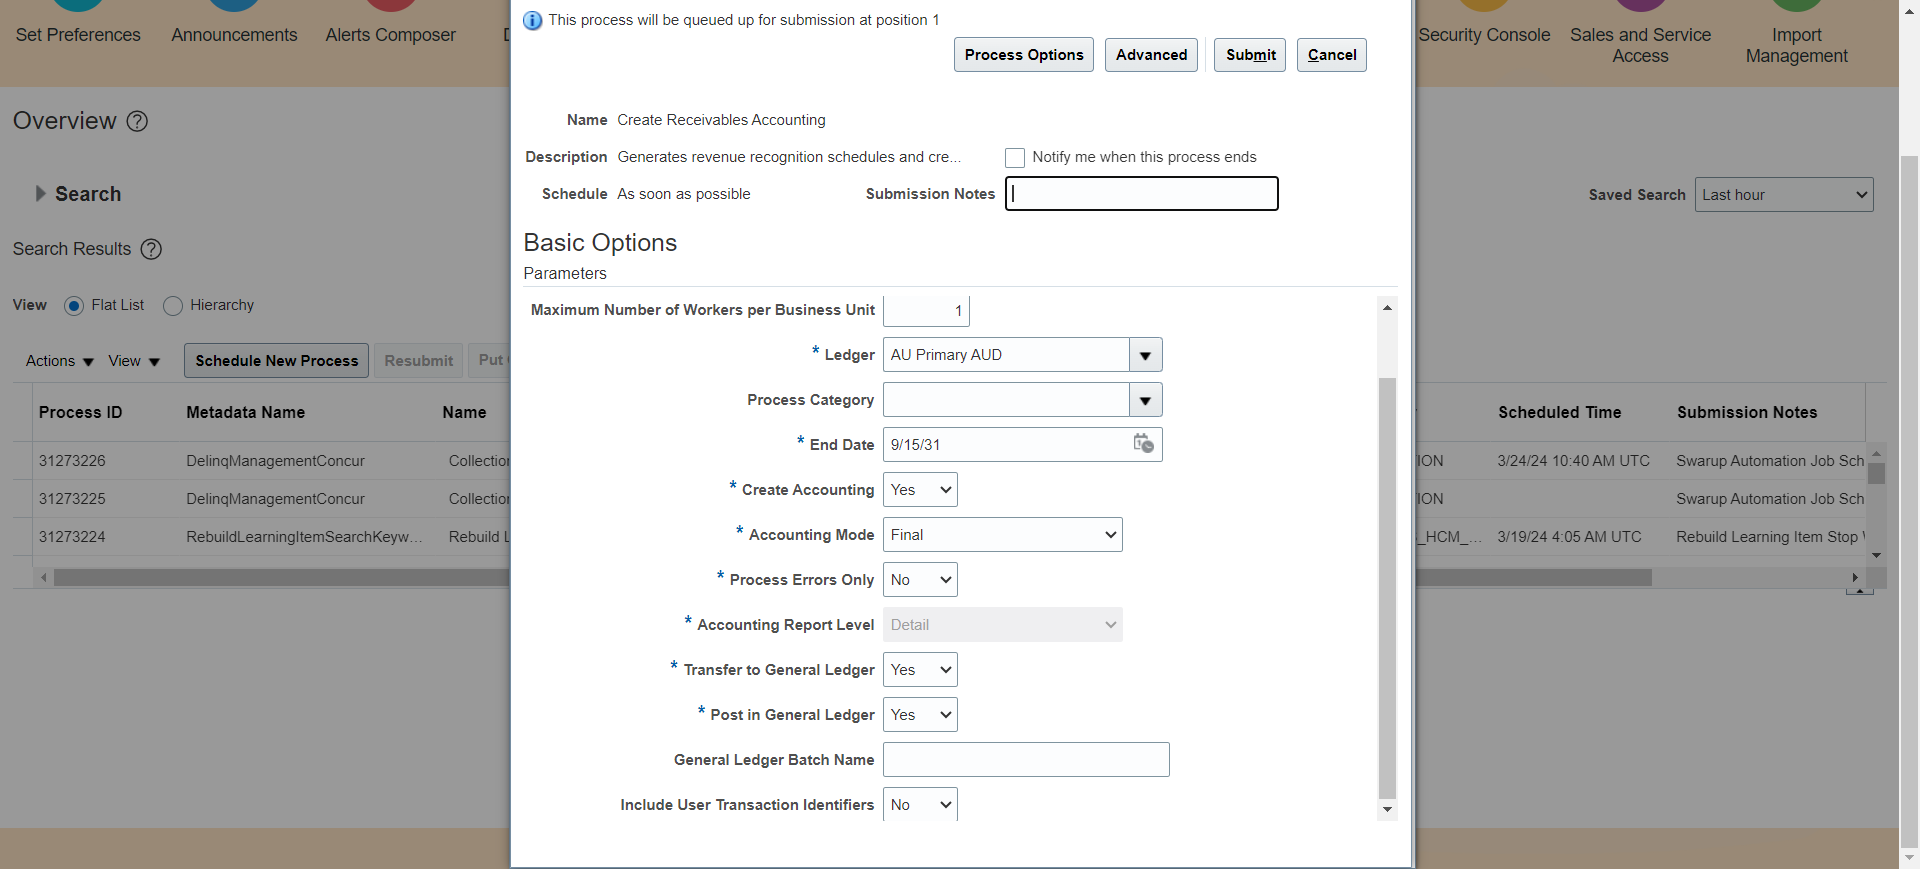 Set Preferences
Announcements
Alerts Composer
Security Console
Sales and Service Access
Import Management
This process will be queued up for submission at position 1
Process Options
Advanced
Submit
Cancel
Overview
Name Create Receivables Accounting
Description Generates revenue recognition schedules and cre...
Notify me when this process ends
Schedule As soon as possible
Submission Notes
Search
Saved Search Last hour
Search Results
Basic Options
Parameters
View Flat List Hierarchy
Maximum Number of Workers per Business Unit 1
* Ledger AU Primary AUD
Actions View Schedule New Process Resubmit Put
Process Category
Process ID Metadata Name Name Scheduled Time Submission Notes
* End Date 9/15/31
31273226 DelinqManagementConcur Collection ION 3/24/24 10:40 AM UTC Swarup Automation Job Sch
* Create Accounting Yes
31273225 DelinqManagementConcur Collection ION Swarup Automation Job Sch
* Accounting Mode Final
31273224 RebuildLearningItemSearchKeyw... Rebuild L _HCM_... 3/19/24 4:05 AM UTC Rebuild Learning Item Stop
* Process Errors Only No
* Accounting Report Level Detail
* Transfer to General Ledger Yes
* Post in General Ledger Yes
General Ledger Batch Name
Include User Transaction Identifiers No